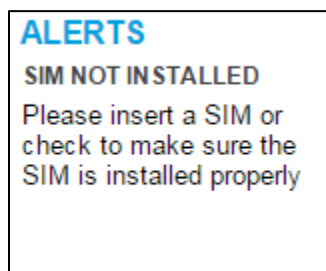 ALERTS
SIM NOT INSTALLED
Please insert a SIM or
check to make sure the
SIM is installed properly